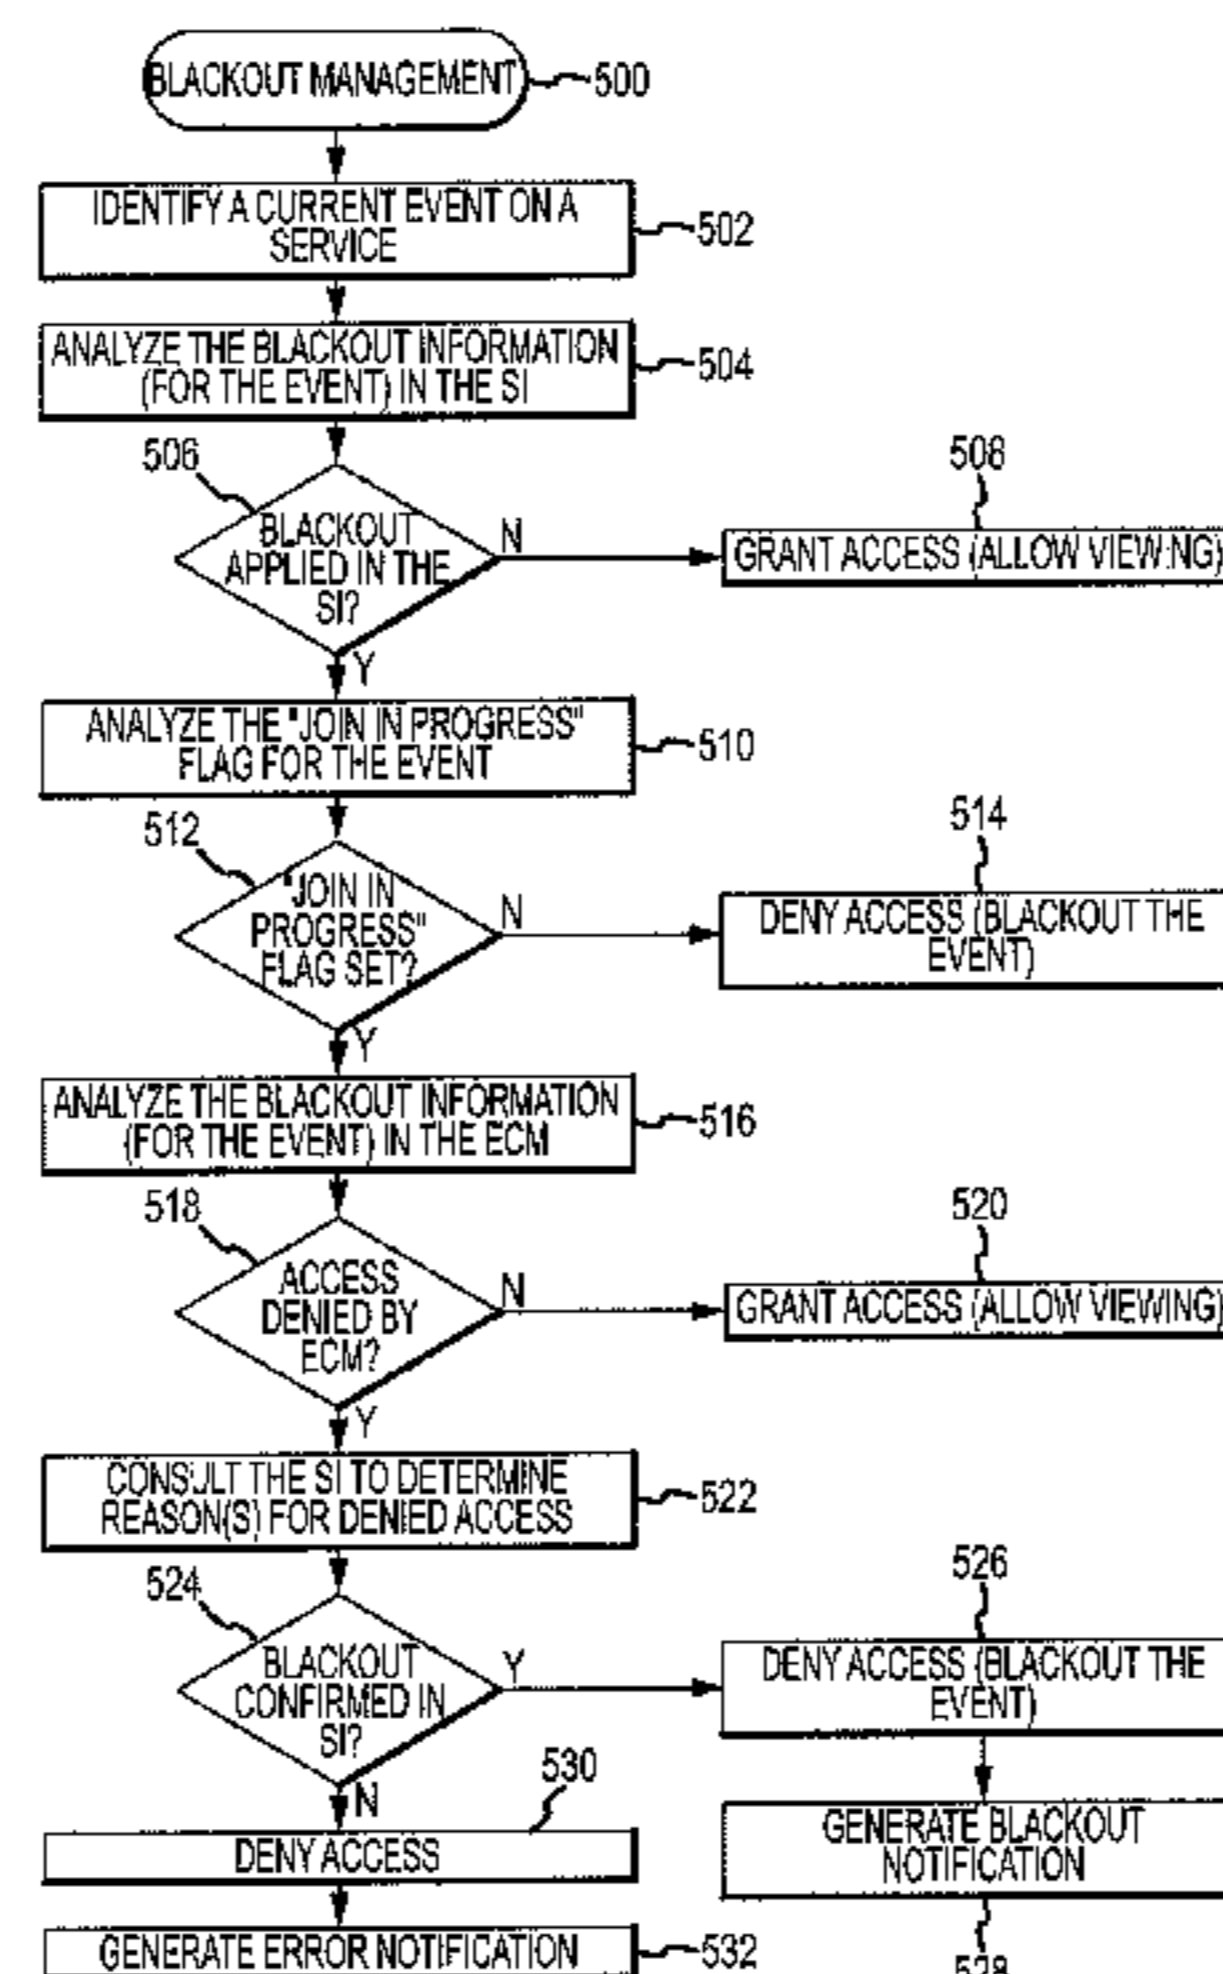 BLACKOUT MANAGEMENT
500
IDENTIFY A CURRENT EVENT ON A
SERVICE
502
ANALYZE THE BLACKOUT INFORMATION
(FOR THE EVENT) IN THE SI
504
506
BLACKOUT
APPLIED IN THE
SI?
N
Y
508
GRANT ACCESS (ALLOW VIEWING)
ANALYZE THE "JOIN IN PROGRESS"
FLAG FOR THE EVENT
510
512
"JOIN IN
PROGRESS"
FLAG SET?
N
Y
514
DENY ACCESS (BLACKOUT THE
EVENT)
ANALYZE THE BLACKOUT INFORMATION
(FOR THE EVENT) IN THE ECM
516
518
ACCESS
DENIED BY
ECM?
N
Y
520
GRANT ACCESS (ALLOW VIEWING)
CONSULT THE SI TO DETERMINE
REASON(S) FOR DENIED ACCESS
522
524
BLACKOUT
CONFIRMED IN
SI?
Y
N
526
DENY ACCESS (BLACKOUT THE
EVENT)
GENERATE BLACKOUT
NOTIFICATION
528
530
DENY ACCESS
GENERATE ERROR NOTIFICATION
532